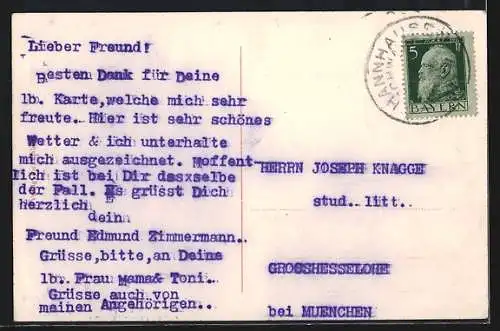 Lieber Freund!
Besten Dank für Deine
lb. Karte,welche mich sehr
freute. Hier ist sehr schönes
Wetter & ich unterhalte
mich ausgezeichnet. Hoffent-
lich ist bei Dir dasxselbe
der Fall. Es grüsst Dich
herzlich
dein
Freund Edmund Zimmermann..
Grüsse,bitte,an Deine
lb. Frau Mama& Toni..
Grüsse auch von
meinen Angehörigen..
HERRN JOSEPH KNAGGE
stud.. litt..
GROSSHESSELOHE
bei MUENCHEN
5
BAYERN